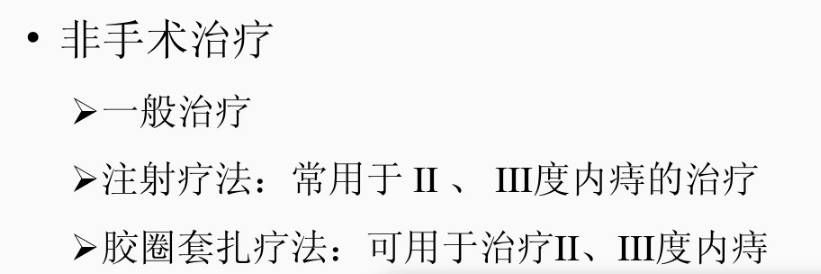 • 非手术治疗
➢一般治疗
➢注射疗法：常用于 II 、 III度内痔的治疗
➢胶圈套扎疗法：可用于治疗II、III度内痔